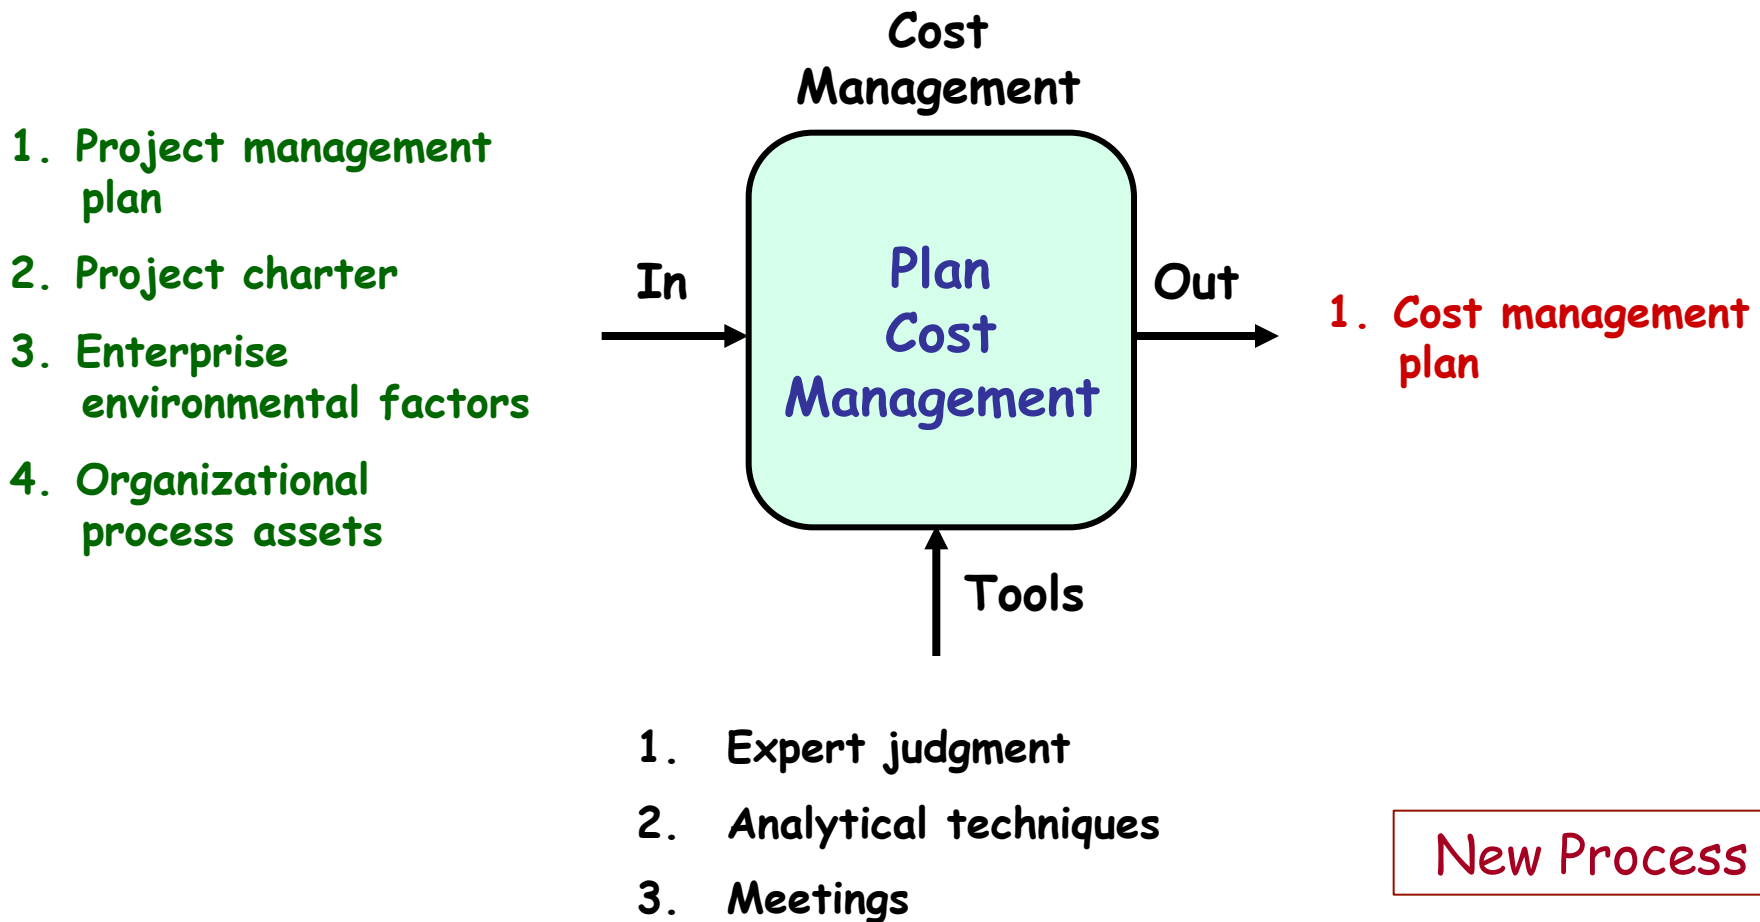 Cost
Management
1. Project management
plan
2. Project charter
3. Enterprise
environmental factors
4. Organizational
process assets
In
Plan
Cost
Management
Out
1. Cost management
plan
Tools
1. Expert judgment
2. Analytical techniques
3. Meetings
New Process